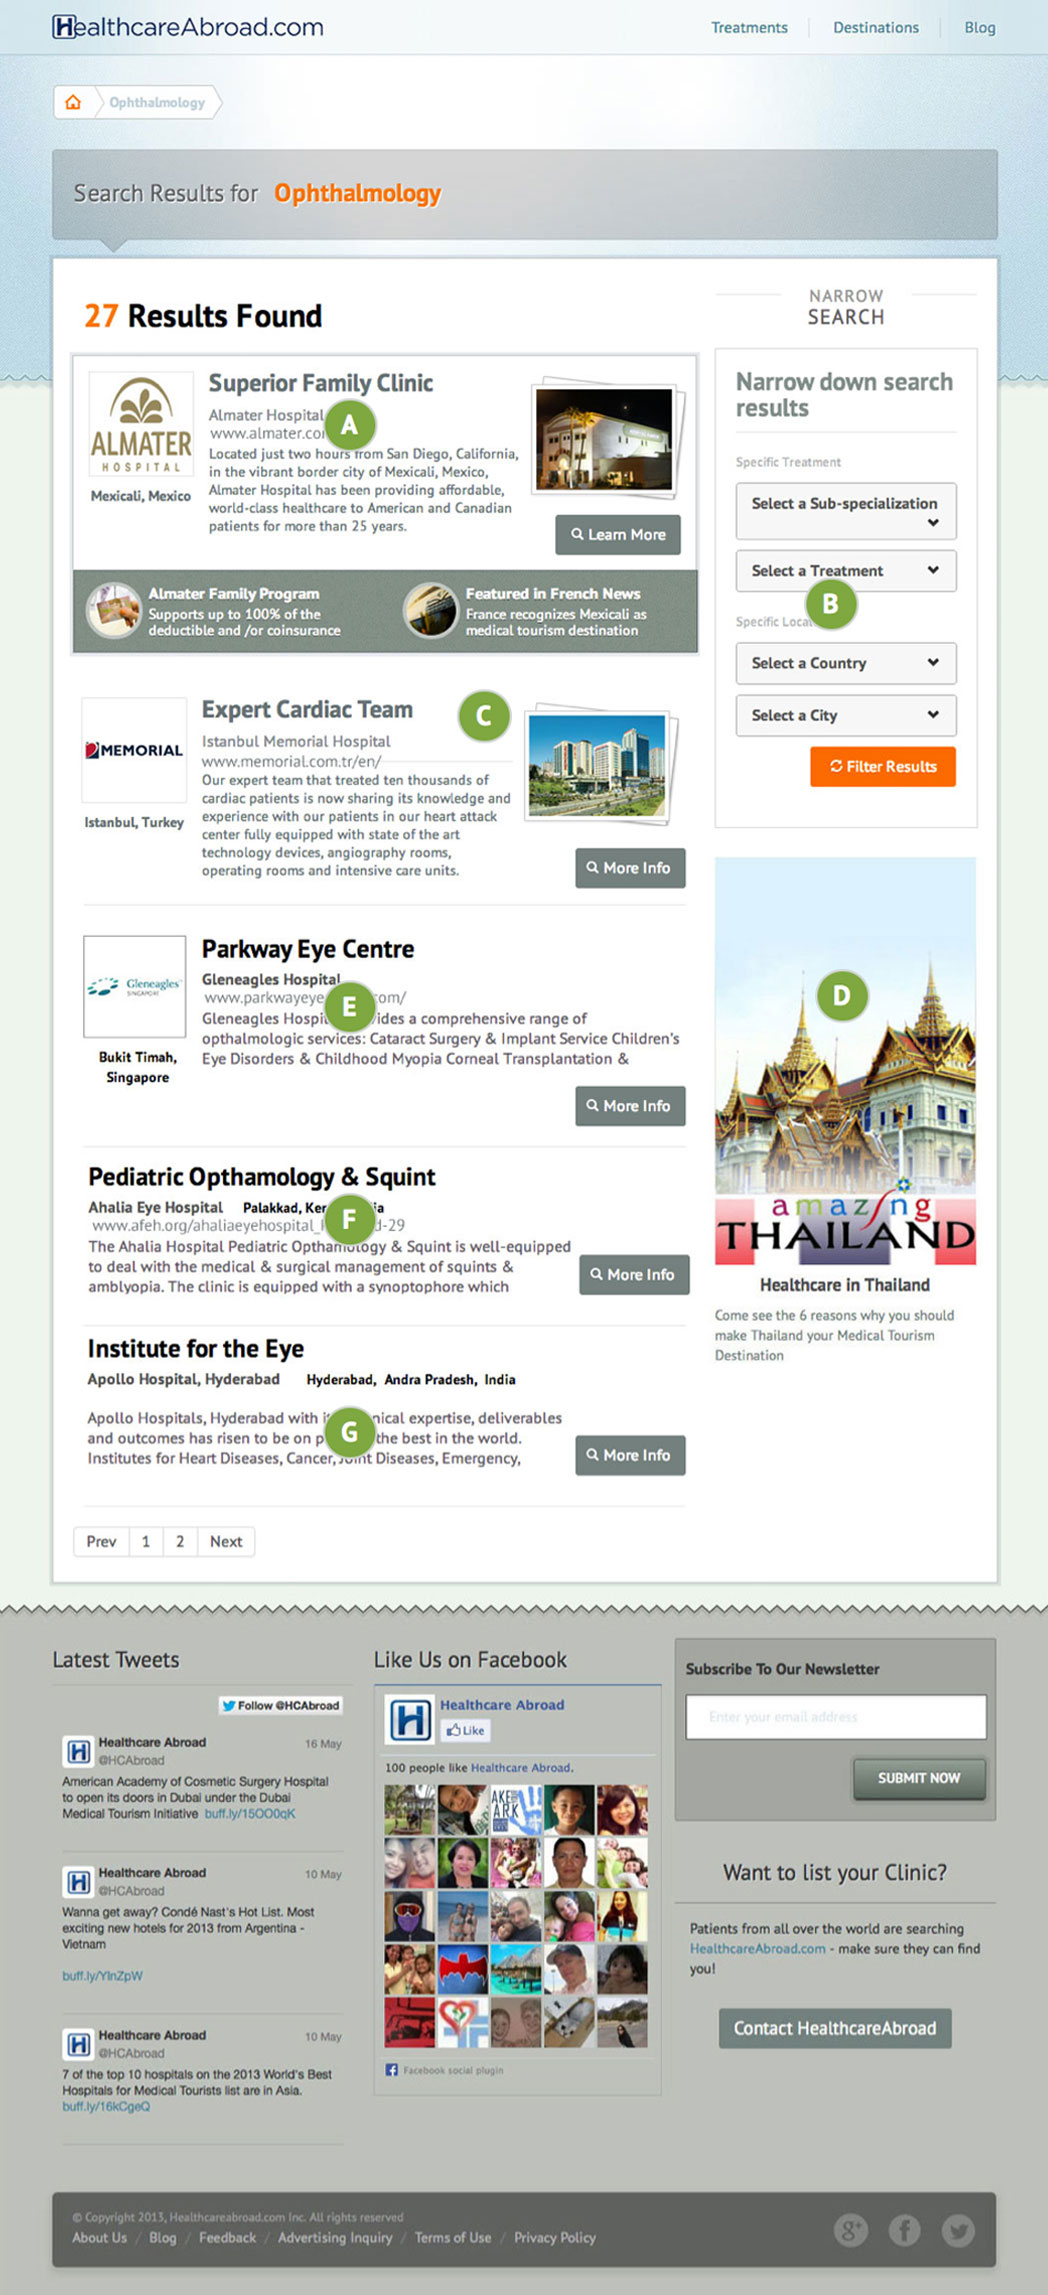 HealthcareAbroad.com
Treatments
Destinations
Blog
Ophthalmology
Search Results for Ophthalmology
27 Results Found
ALMATER
HOSPITAL
Mexicali, Mexico
Superior Family Clinic
Almater Hospital
A
www.almater.co
Located just two hours from San Diego, California,
in the vibrant border city of Mexicali, Mexico,
Almater Hospital has been providing affordable,
world-class healthcare to American and Canadian
patients for more than 25 years.
Learn More
Almater Family Program
Supports up to 100% of the
deductible and /or coinsurance
Featured in French News
France recognizes Mexicali as
medical tourism destination
MEMORIAL
Istanbul, Turkey
Expert Cardiac Team
C
Istanbul Memorial Hospital
www.memorial.com.tr/en/
Our expert team that treated ten thousands of
cardiac patients is now sharing its knowledge and
experience with our patients in our heart attack
center fully equipped with state of the art
technology devices, angiography rooms,
operating rooms and intensive care units.
More Info
Gleneagles
SINGAPORE
Bukit Timah,
Singapore
Parkway Eye Centre
Gleneagles Hospital
E
www.parkwayeye com/
Gleneagles Hospi ides a comprehensive range of
opthalmologic services: Cataract Surgery & Implant Service Children's
Eye Disorders & Childhood Myopia Corneal Transplantation &
More Info
Pediatric Opthamology & Squint
Ahalia Eye Hospital Palakkad, Ker ia
F
www.afeh.org/ahaliaeyehospital_ d-29
The Ahalia Hospital Pediatric Opthamology & Squint is well-equipped
to deal with the medical & surgical management of squints &
amblyopia. The clinic is equipped with a synoptophore which
More Info
Institute for the Eye
Apollo Hospital, Hyderabad Hyderabad, Andra Pradesh, India
Apollo Hospitals, Hyderabad with i nical expertise, deliverables
G
and outcomes has risen to be on p the best in the world.
Institutes for Heart Diseases, Cancer, Joint Diseases, Emergency,
More Info
Prev 1 2 Next
NARROW
SEARCH
Narrow down search
results
Specific Treatment
Select a Sub-specialization
Select a Treatment
B
Specific Loca
Select a Country
Select a City
Filter Results
D
amazing
THAILAND
Healthcare in Thailand
Come see the 6 reasons why you should
make Thailand your Medical Tourism
Destination
Latest Tweets
Follow @HCAbroad
H
Healthcare Abroad 16 May
@HCAbroad
American Academy of Cosmetic Surgery Hospital
to open its doors in Dubai under the Dubai
Medical Tourism Initiative buff.ly/15OO0qK
H
Healthcare Abroad 10 May
@HCAbroad
Wanna get away? Condé Nast's Hot List. Most
exciting new hotels for 2013 from Argentina -
Vietnam
buff.ly/YInZpW
H
Healthcare Abroad 10 May
@HCAbroad
7 of the top 10 hospitals on the 2013 World's Best
Hospitals for Medical Tourists list are in Asia.
buff.ly/16kCgeQ
Like Us on Facebook
H
Healthcare Abroad
Like
100 people like Healthcare Abroad.
AKE
ARK
Facebook social plugin
Subscribe To Our Newsletter
Enter your email address
SUBMIT NOW
Want to list your Clinic?
Patients from all over the world are searching
HealthcareAbroad.com - make sure they can find
you!
Contact HealthcareAbroad
© Copyright 2013, Healthcareabroad.com Inc. All rights reserved
About Us / Blog / Feedback / Advertising Inquiry / Terms of Use / Privacy Policy